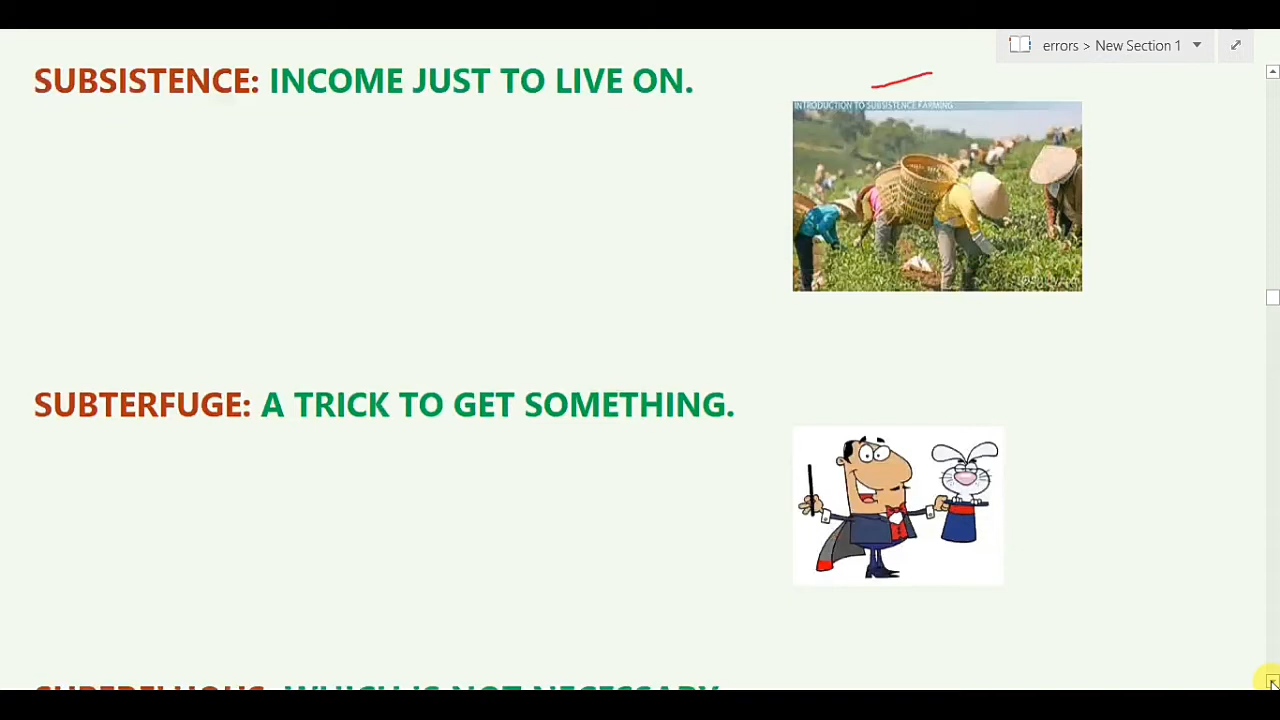 errors > New Section 1
SUBSISTENCE: INCOME JUST TO LIVE ON.
INTRODUCTION TO SUBSISTENCE FARMING
SUBTERFUGE: A TRICK TO GET SOMETHING.